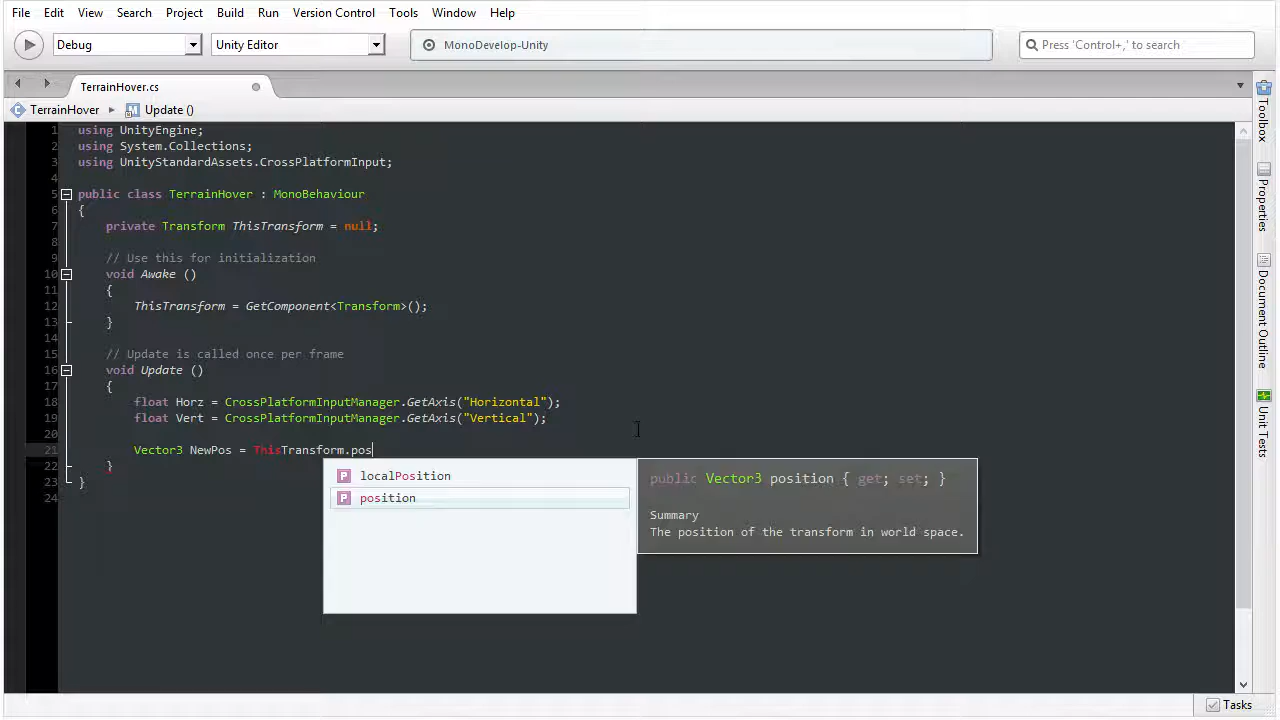 File Edit View Search Project Build Run Version Control Tools Window Help
Debug Unity Editor MonoDevelop-Unity Press 'Control+,' to search
TerrainHover.cs
TerrainHover Update ()
1 using UnityEngine;
2 using System.Collections;
3 using UnityStandardAssets.CrossPlatformInput;
4
5 public class TerrainHover : MonoBehaviour
6 {
7 private Transform ThisTransform = null;
8
9 // Use this for initialization
10 void Awake ()
11 {
12 ThisTransform = GetComponent<Transform>();
13 }
14
15 // Update is called once per frame
16 void Update ()
17 {
18 float Horz = CrossPlatformInputManager.GetAxis("Horizontal");
19 float Vert = CrossPlatformInputManager.GetAxis("Vertical");
20
21 Vector3 NewPos = ThisTransform.pos
22 }
23 }
24
localPosition
position
public Vector3 position { get; set; }
Summary
The position of the transform in world space.
Toolbox
Properties
Document Outline
Unit Tests
Tasks